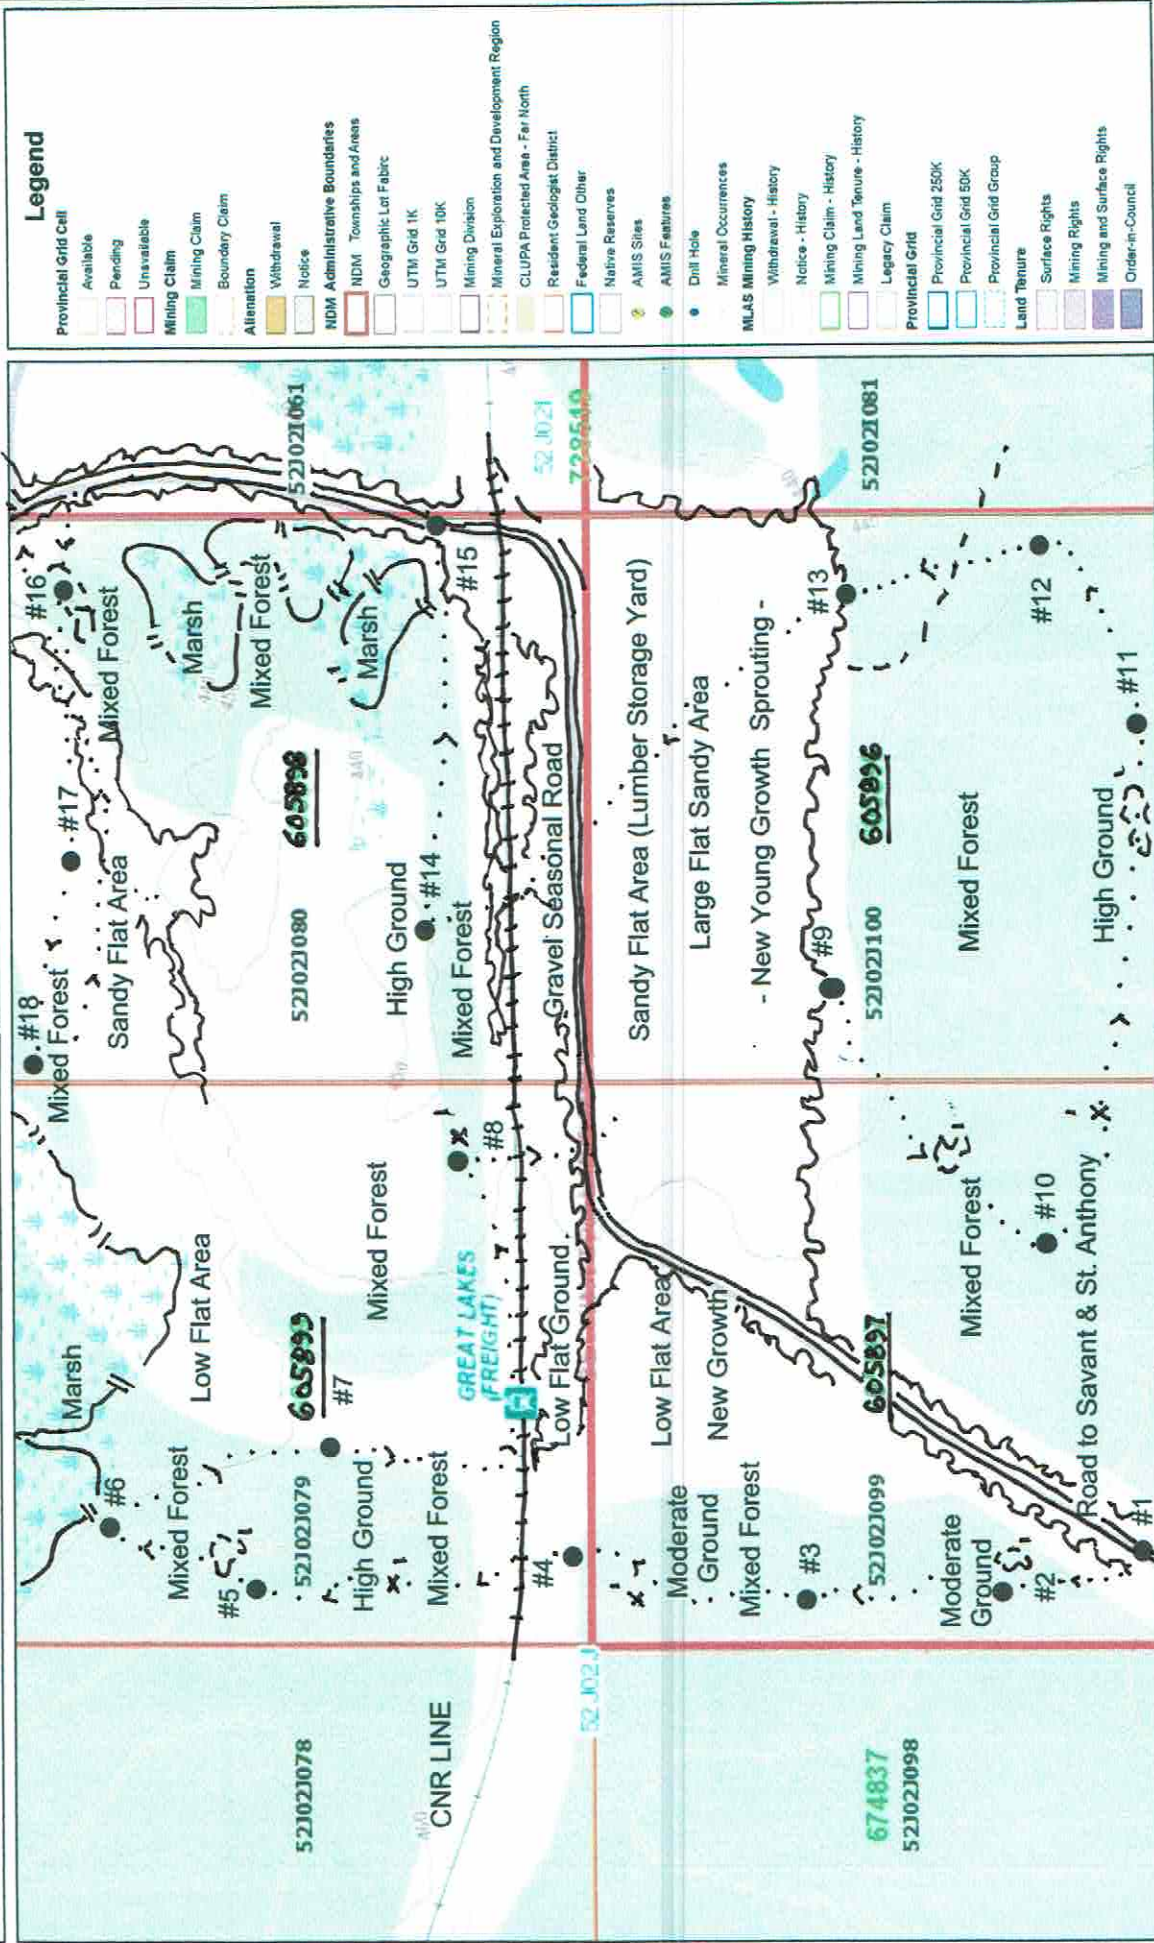 #18
Mixed Forest
#17
Sandy Flat Area
#16
Mixed Forest
Marsh
Marsh
Mixed Forest
Marsh
#6
Mixed Forest
#5
Low Flat Area
52J02J078
52J02J079
605893
#7
52J02J080
605898
52J02I061
High Ground
Mixed Forest
Mixed Forest
High Ground
#14
Mixed Forest
440
#15
CNR LINE
GREAT LAKES
(FREIGHT)
#8
#4
Low Flat Ground
Gravel Seasonal Road
52J02I
52J02J
728519
Moderate
Ground
Mixed Forest
Low Flat Area
New Growth
Sandy Flat Area (Lumber Storage Yard)
Large Flat Sandy Area
- New Young Growth Sprouting -
#3
#9
#13
674837
52J02J098
52J02J099
605897
52J02J100
605896
52J02I081
Moderate
Ground
#2
Mixed Forest
#10
Mixed Forest
#12
Road to Savant & St. Anthony
High Ground
#11
#1
Legend
Provincial Grid Cell
Available
Pending
Unavailable
Mining Claim
Mining Claim
Boundary Claim
Alienation
Withdrawal
Notice
NDM Administrative Boundaries
NDM Townships and Areas
Geographic Lot Fabirc
UTM Grid 1K
UTM Grid 10K
Mining Division
Mineral Exploration and Development Region
CLUPA Protected Area - Far North
Resident Geologist District
Federal Land Other
Native Reserves
AMIS Sites
AMIS Features
Drill Hole
Mineral Occurrences
MLAS Mining History
Withdrawal - History
Notice - History
Mining Claim - History
Mining Land Tenure - History
Legacy Claim
Provincial Grid
Provincial Grid 250K
Provincial Grid 50K
Provincial Grid Group
Land Tenure
Surface Rights
Mining Rights
Mining and Surface Rights
Order-in-Council